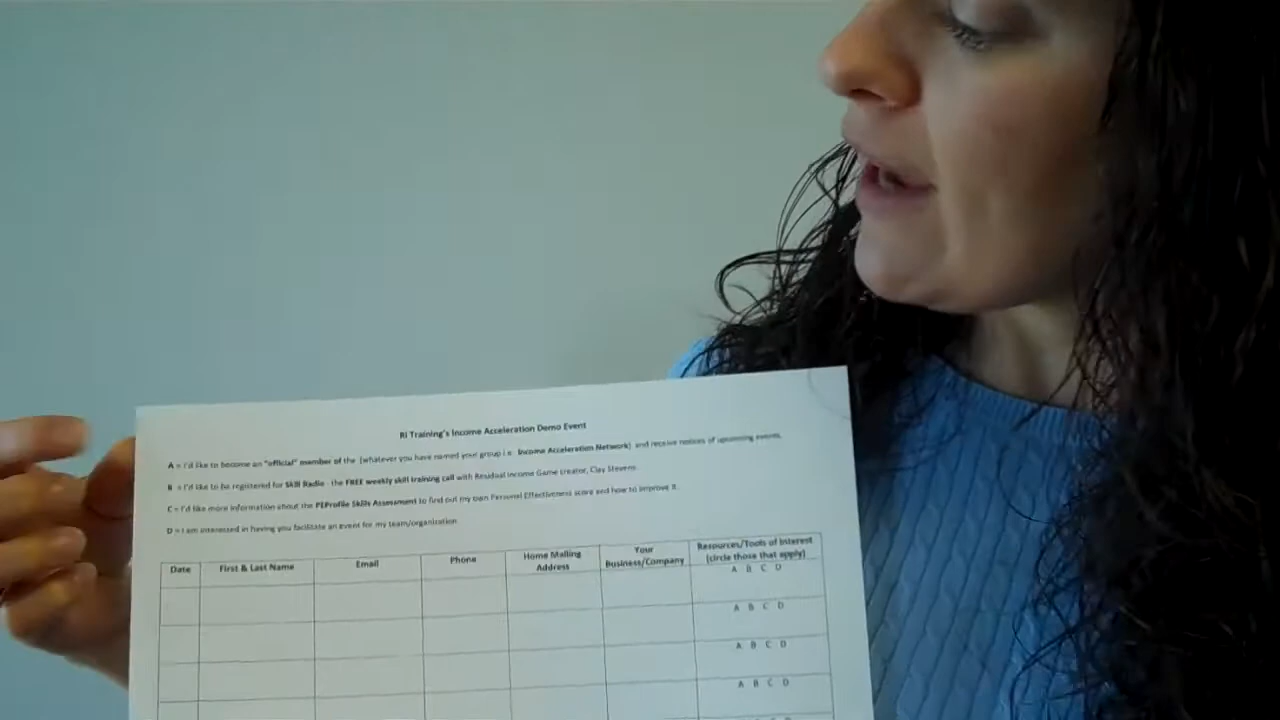 RI Training's Income Acceleration Demo Event
A = I'd like to become an "official" member of the (whatever you have named your group i.e. Income Acceleration Network) and receive notices of upcoming events.
B = I'd like to be registered for Skill Radio - the FREE weekly skill training call with Residual Income Game creator, Clay Stevens.
C = I'd like more information about the PEProfile Skills Assessment to find out my own Personal Effectiveness score and how to improve it.
D = I am interested in having you facilitate an event for my team/organization.
Date First & Last Name Email Phone Home Mailing Address Your Business/Company Resources/Tools of Interest (circle those that apply)
A B C D
A B C D
A B C D
A B C D